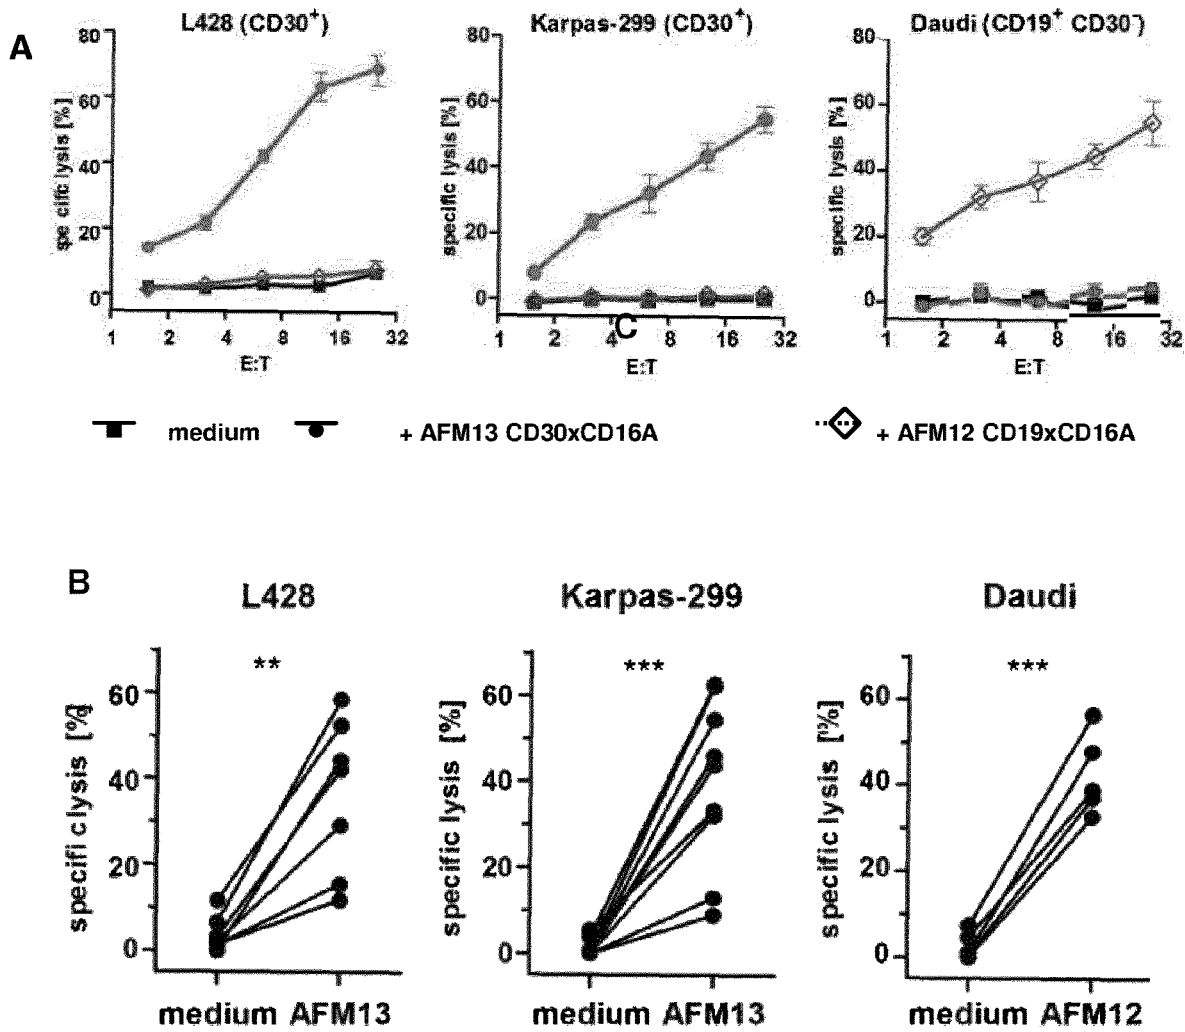 A
L428 (CD30+)
Karpas-299 (CD30+)
Daudi (CD19+ CD30-)
spe cific lysis [%]
80
60
40
20
0
1 2 4 8 16 32
E:T
specific lysis [%]
80
60
40
20
0
1 2 4 8 16 32
C
E:T
specific lysis [%]
80
60
40
20
0
1 2 4 8 16 32
E:T
medium
+ AFM13 CD30xCD16A
+ AFM12 CD19xCD16A
B
L428
Karpas-299
Daudi
**
***
***
specifi c lysis [%]
60
40
20
0
medium AFM13
specific lysis [%]
60
40
20
0
medium AFM13
specific lysis [%]
60
40
20
0
medium AFM12